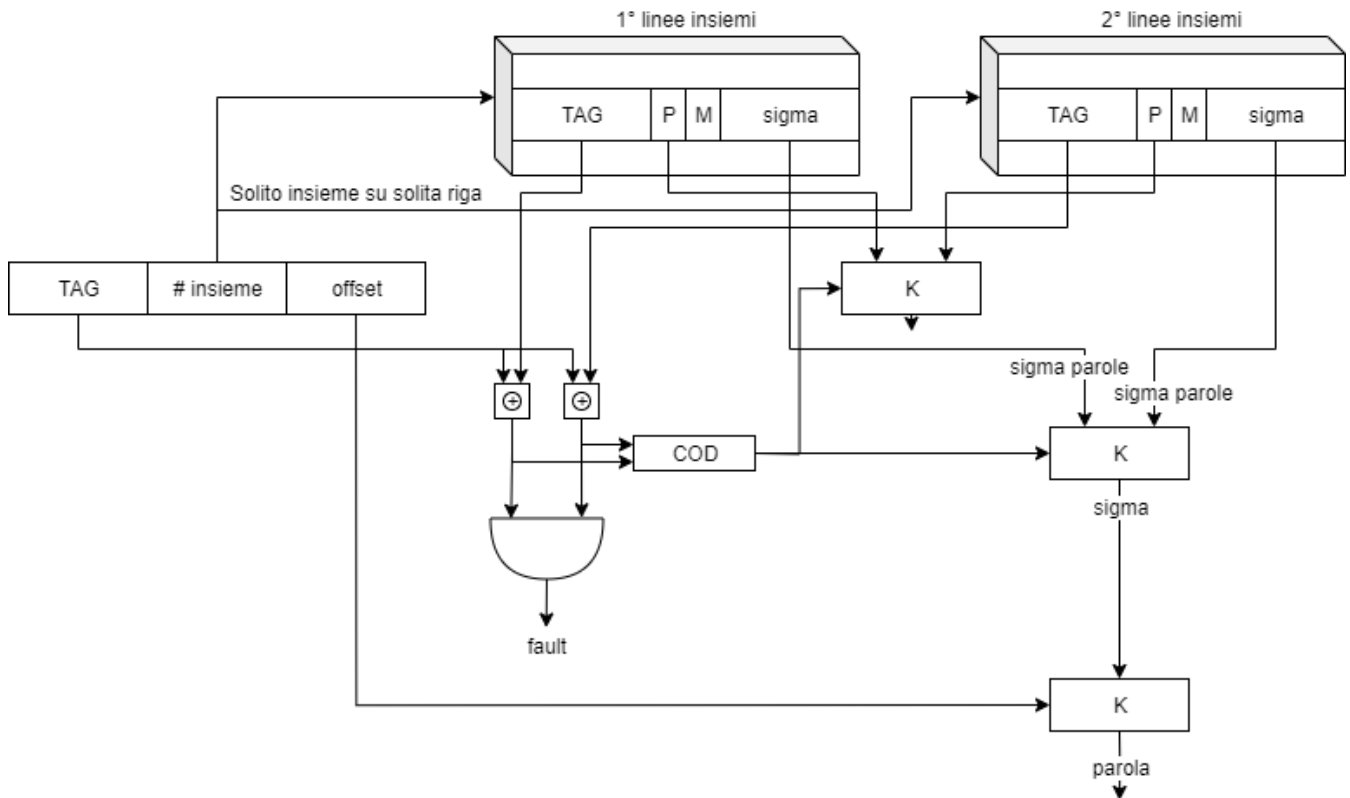 1° linee insiemi
2° linee insiemi
TAG P M sigma
TAG P M sigma
Solito insieme su solita riga
TAG # insieme offset
K
sigma parole
sigma parole
COD
K
sigma
fault
K
parola